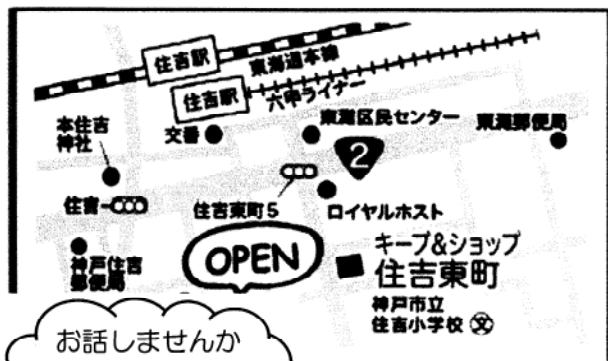 住吉駅
東海道本線
住吉駅
六甲ライナー
本住吉
神社
交番
東灘区民センター
東灘郵便局
2
住吉
住吉東町5
ロイヤルホスト
神戸住吉
郵便局
OPEN
キープ&ショップ
住吉東町
神戸市立
住吉小学校 文
お話しませんか